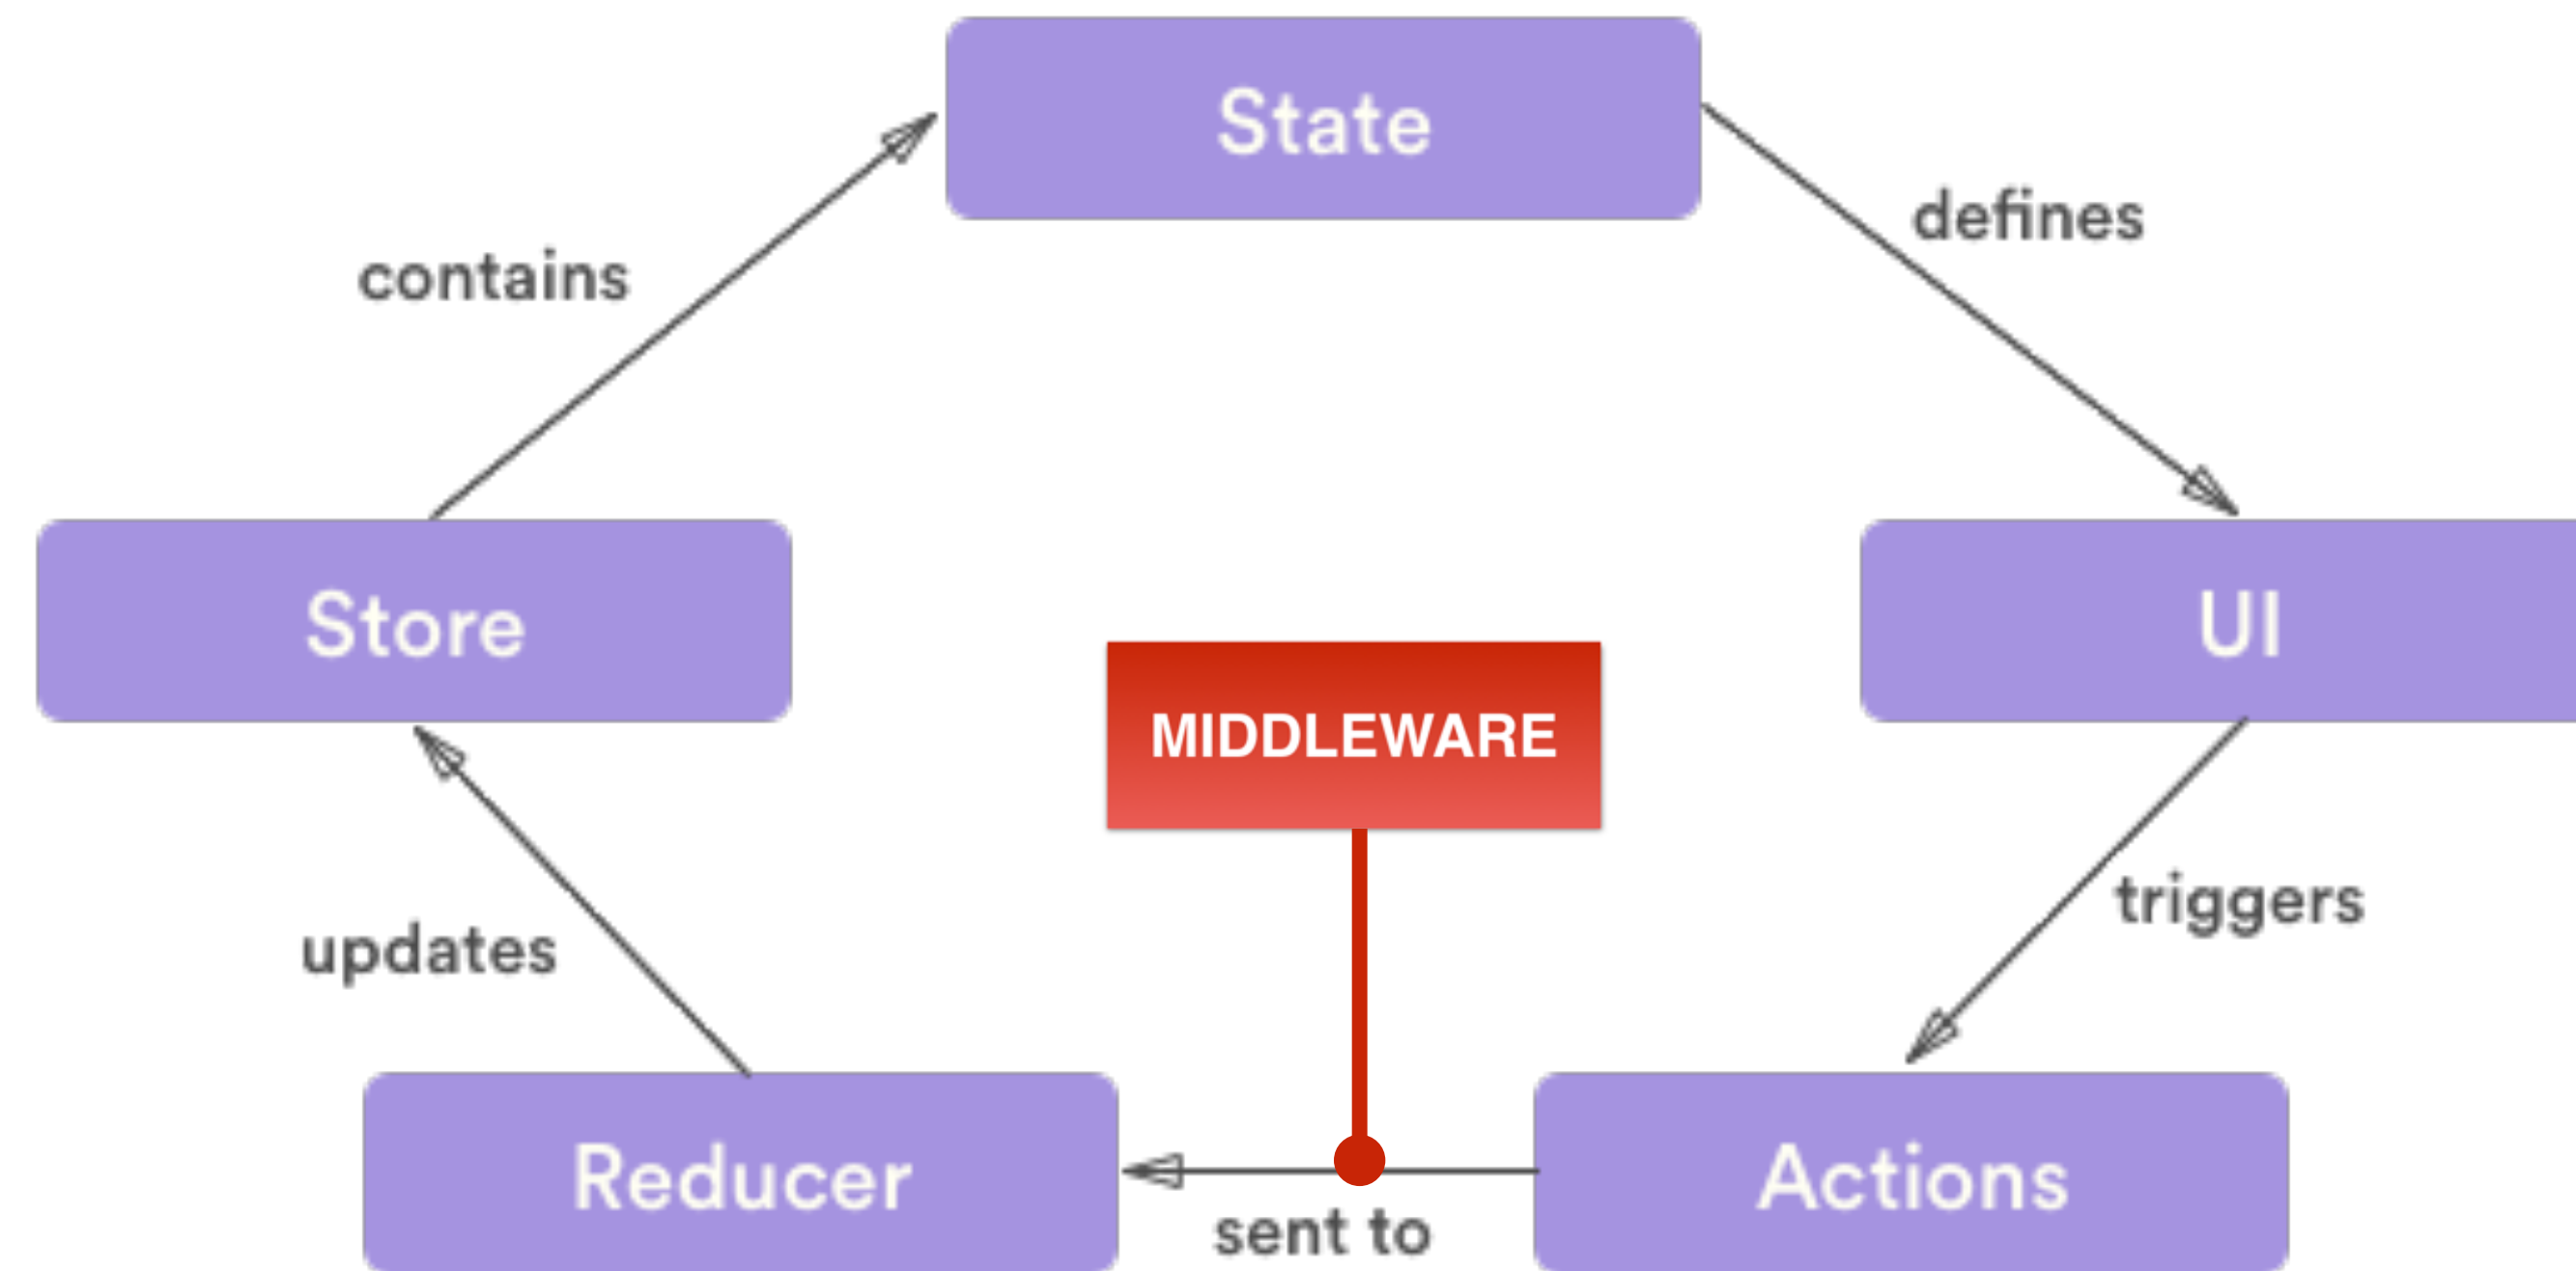 State
defines
contains
Store
UI
MIDDLEWARE
triggers
updates
Reducer
Actions
sent to